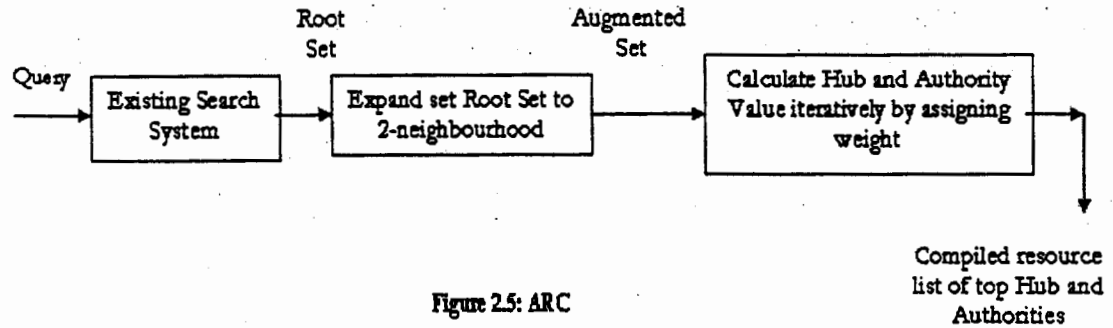 Query
Existing Search
System
Root
Set
Expand set Root Set to
2-neighbourhood
Augmented
Set
Calculate Hub and Authority
Value iteratively by assigning
weight
Compiled resource
list of top Hub and
Authorities
Figure 2.5: ARC